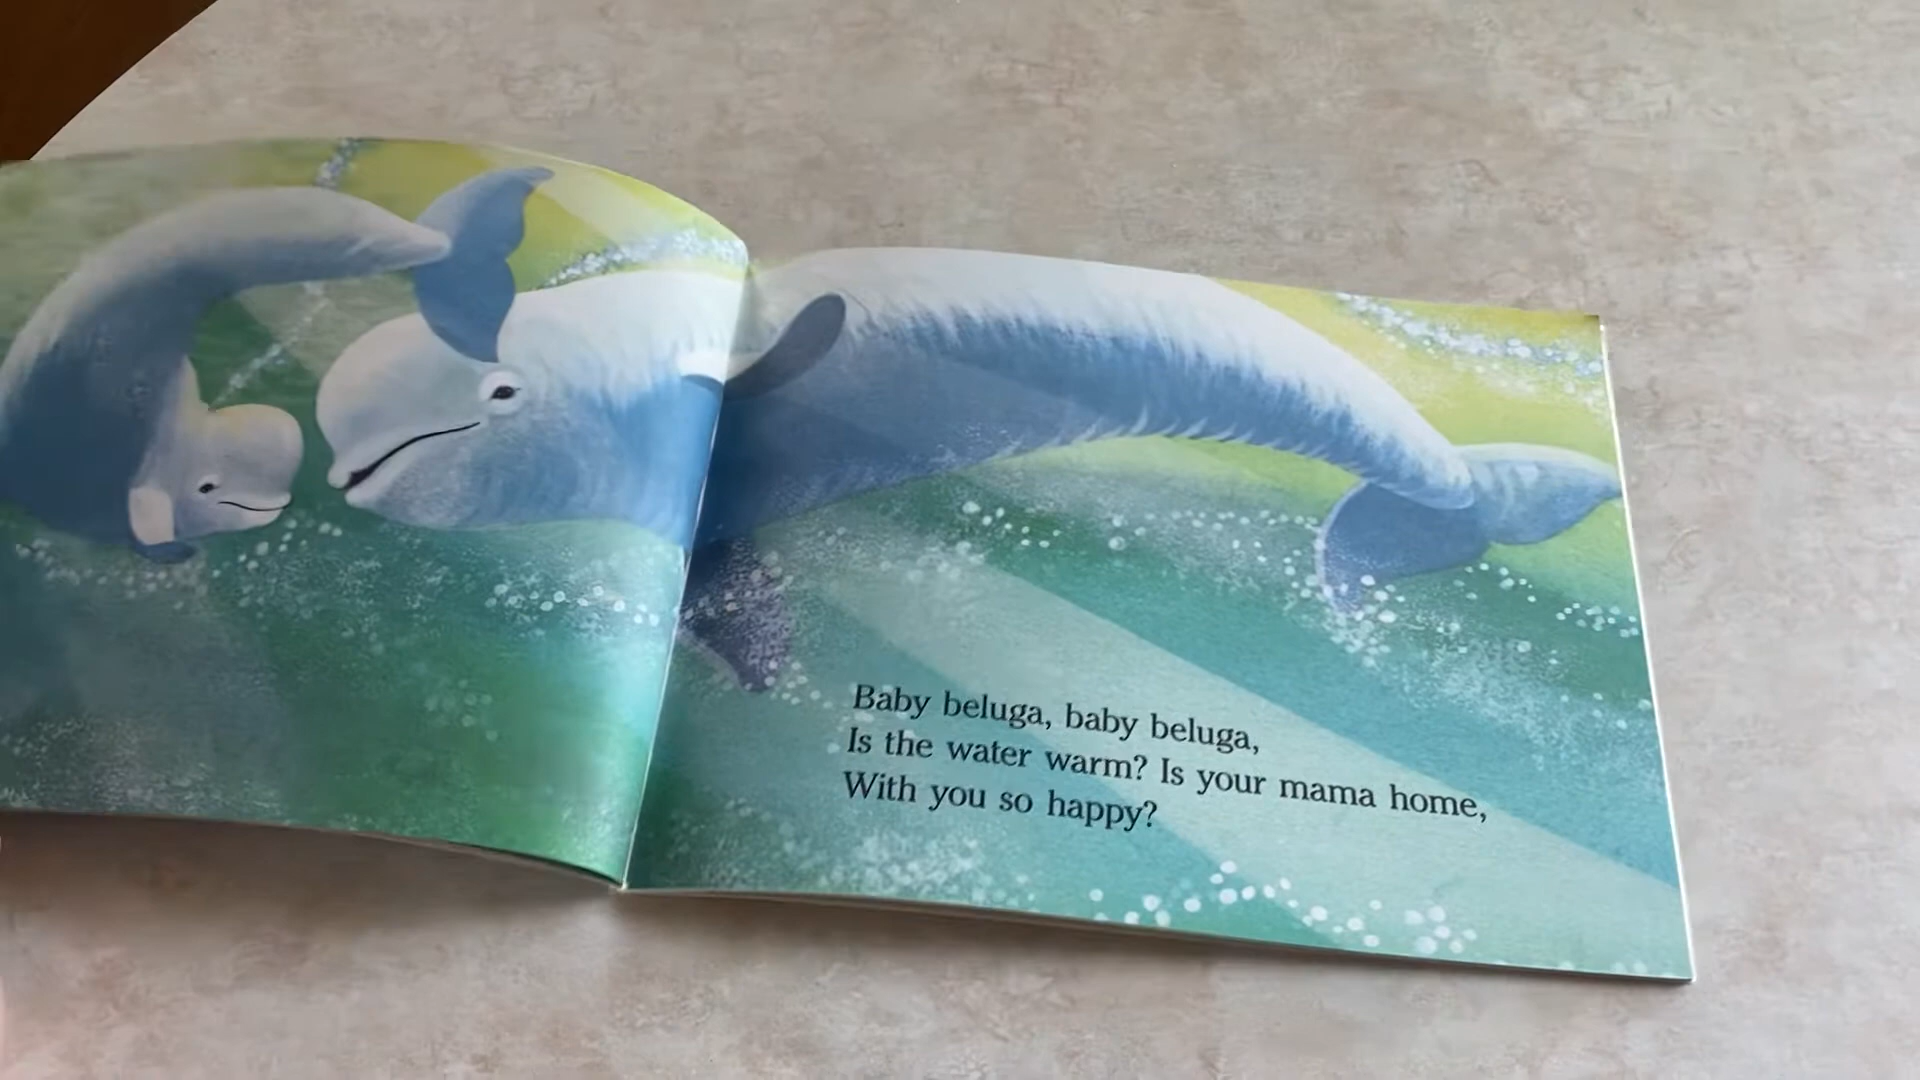 Baby beluga, baby beluga,
Is the water warm? Is your mama home,
With you so happy?